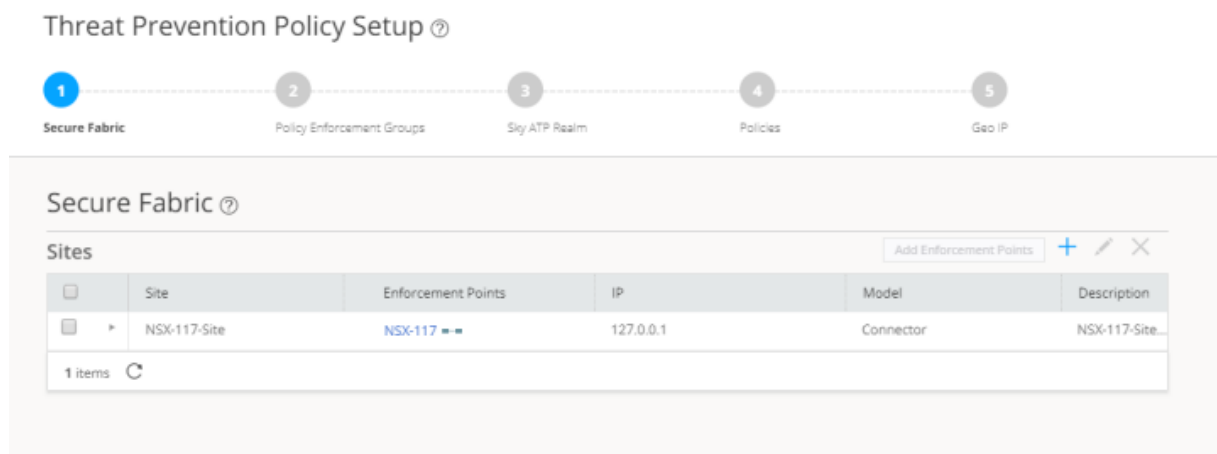 Threat Prevention Policy Setup ?
1 2 3 4 5
Secure Fabric Policy Enforcement Groups Sky ATP Realm Policies Geo IP
Secure Fabric ?
Sites Add Enforcement Points
Site Enforcement Points IP Model Description
NSX-117-Site NSX-117 127.0.0.1 Connector NSX-117-Site...
1 items